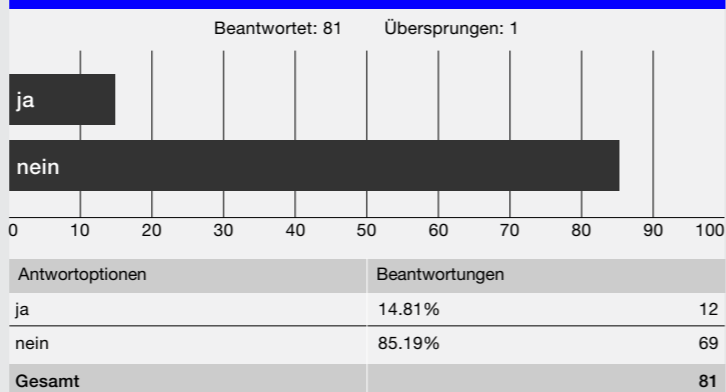 Beantwortet: 81 Übersprungen: 1
ja
nein
0 10 20 30 40 50 60 70 80 90 100
Antwortoptionen Beantwortungen
ja 14.81% 12
nein 85.19% 69
Gesamt 81